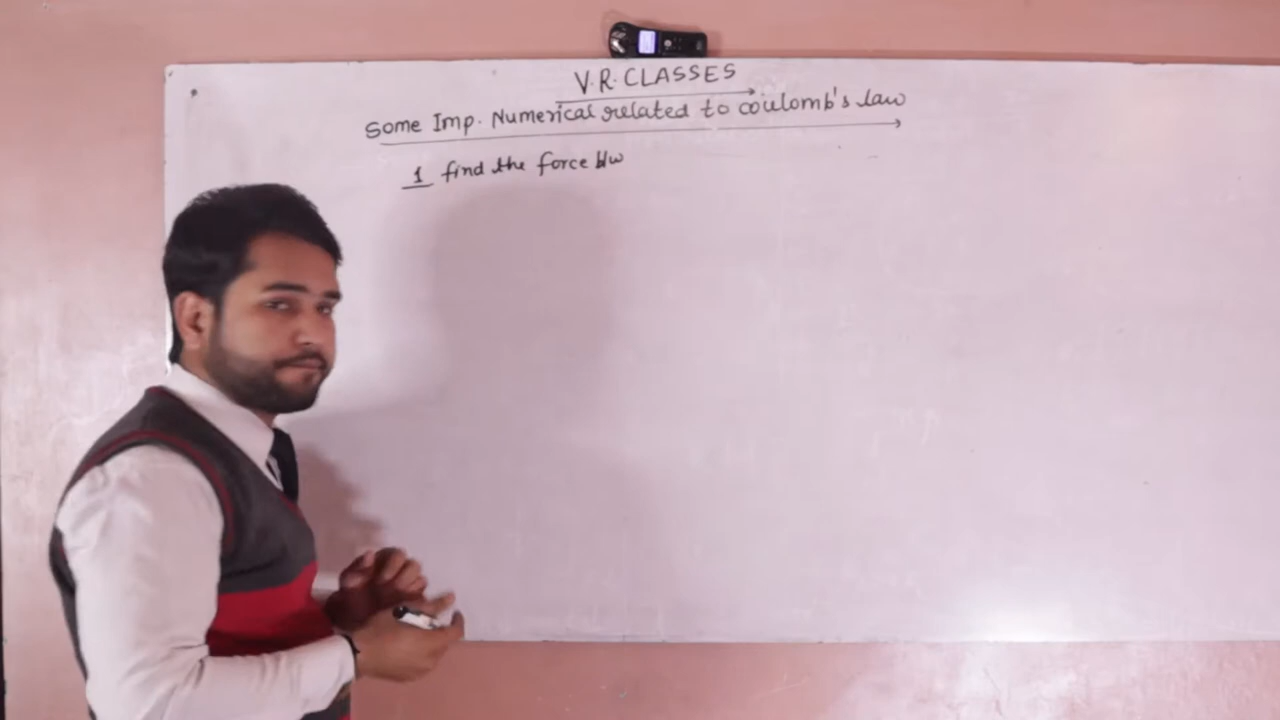 V.R. CLASSES
Some Imp. Numerical related to coulomb's law
1 find the force b/w